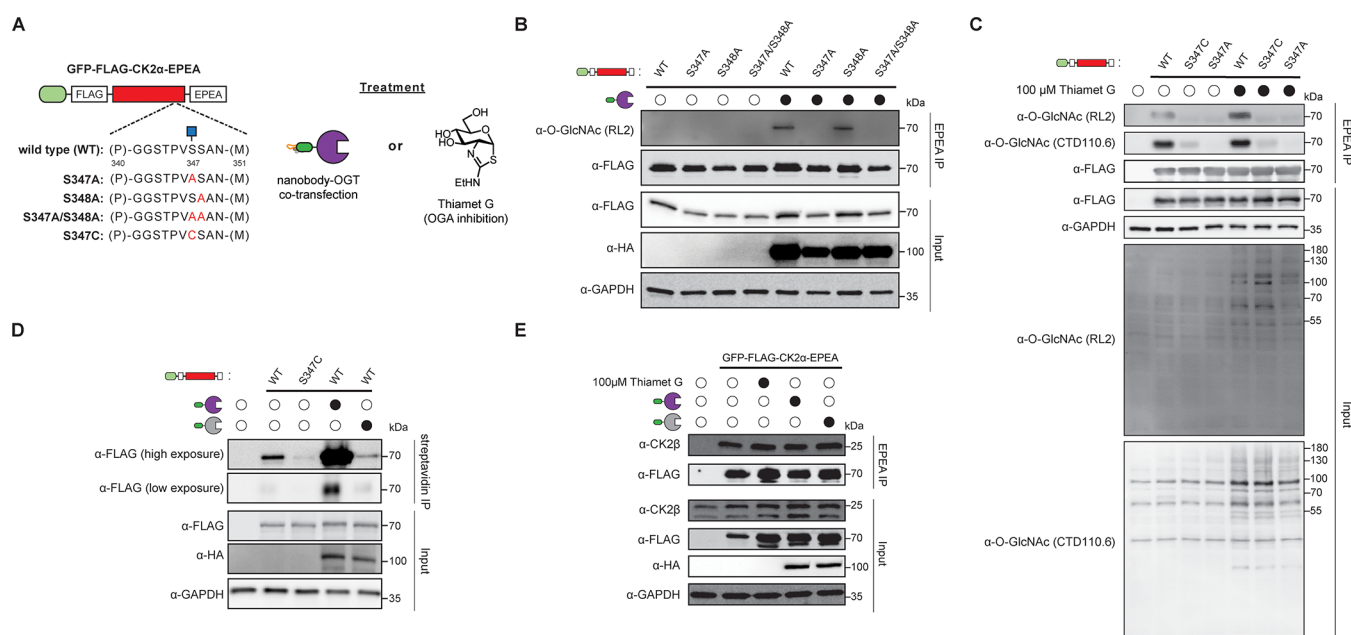 A
GFP-FLAG-CK2α-EPEA
FLAG
EPEA
wild type (WT): (P)-GGSTPVSSAN-(M)
340 347 351
S347A: (P)-GGSTPVASAN-(M)
S348A: (P)-GGSTPVSAAN-(M)
S347A/S348A: (P)-GGSTPVAAAN-(M)
S347C: (P)-GGSTPVCSAN-(M)
Treatment
nanobody-OGT
co-transfection
or
OH
HO
HO
O
N
S
EtHN
Thiamet G
(OGA inhibition)
B
WT S347A S348A S347A/S348A WT S347A S348A S347A/S348A
:
kDa
α-O-GlcNAc (RL2) 70
α-FLAG 70
EPEA IP
α-FLAG 70
α-HA 100
α-GAPDH 35
Input
C
WT S347C S347A WT S347C S347A
:
100 µM Thiamet G
kDa
α-O-GlcNAc (RL2) 70
α-O-GlcNAc (CTD110.6) 70
α-FLAG 70
EPEA IP
α-FLAG 70
α-GAPDH 35
180
130
100
70
55
α-O-GlcNAc (RL2)
180
130
100
70
55
α-O-GlcNAc (CTD110.6)
Input
D
WT S347C WT WT
:
kDa
α-FLAG (high exposure) 70
α-FLAG (low exposure) 70
streptavidin IP
α-FLAG 70
α-HA 100
α-GAPDH 35
Input
E
GFP-FLAG-CK2α-EPEA
100µM Thiamet G
kDa
α-CK2β 25
α-FLAG 70
EPEA IP
α-CK2β 25
α-FLAG 70
α-HA 100
α-GAPDH 35
Input